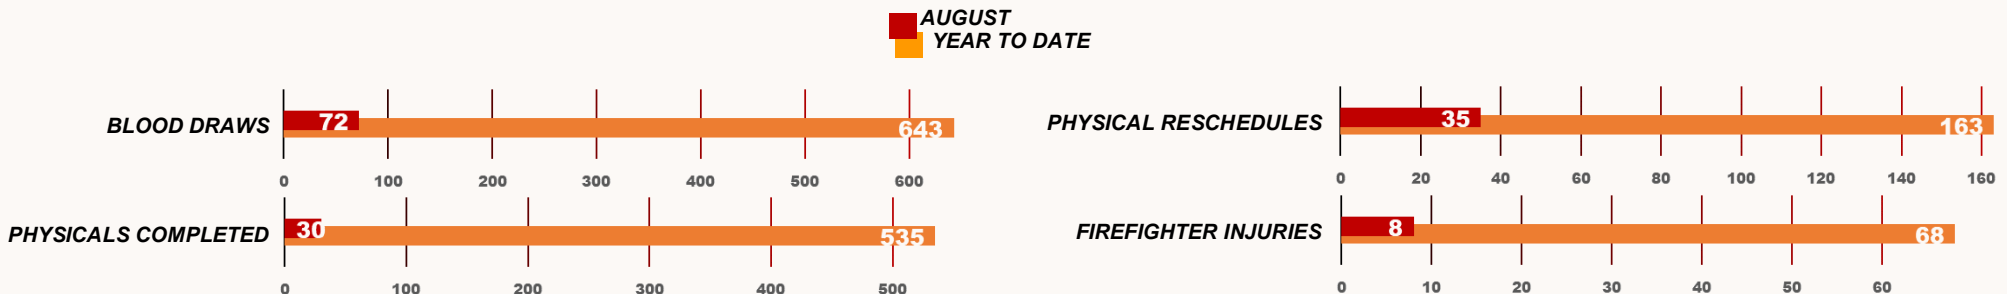 AUGUST
YEAR TO DATE
BLOOD DRAWS
72
643
0 100 200 300 400 500 600
PHYSICALS COMPLETED
30
535
0 100 200 300 400 500
PHYSICAL RESCHEDULES
35
163
0 20 40 60 80 100 120 140 160
FIREFIGHTER INJURIES
8
68
0 10 20 30 40 50 60